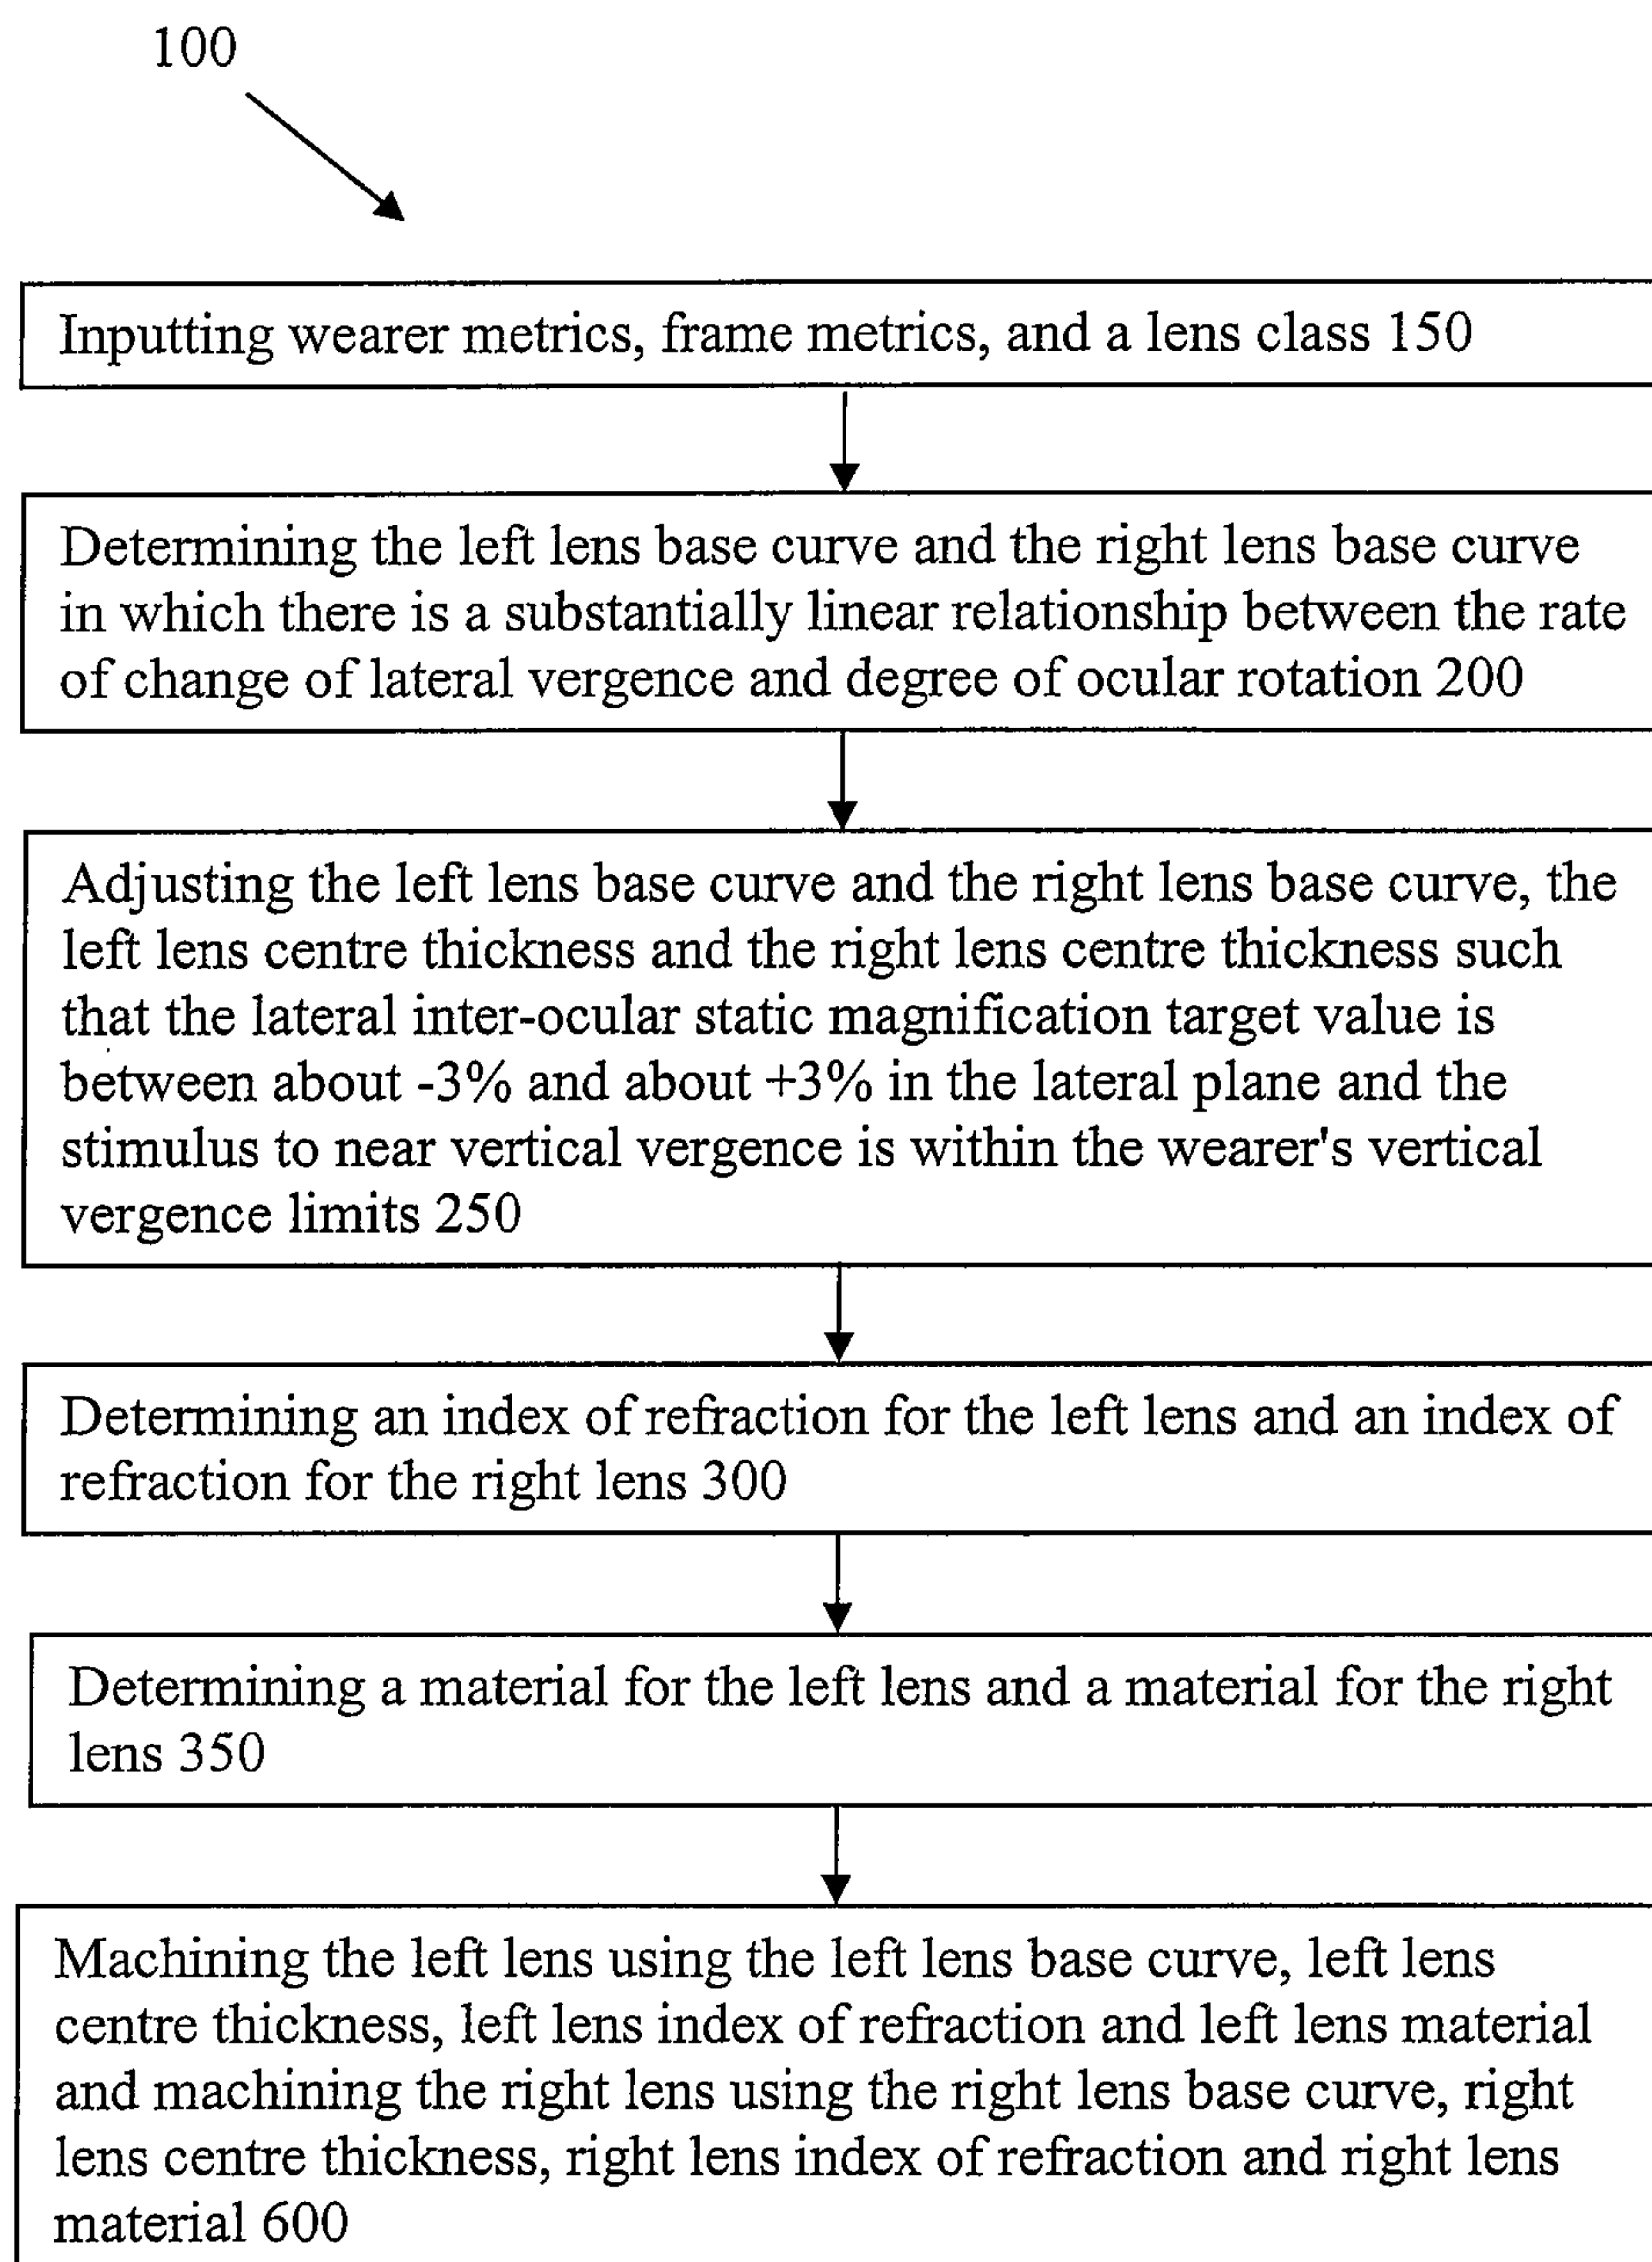 100
Inputting wearer metrics, frame metrics, and a lens class 150
Determining the left lens base curve and the right lens base curve
in which there is a substantially linear relationship between the rate
of change of lateral vergence and degree of ocular rotation 200
Adjusting the left lens base curve and the right lens base curve, the
left lens centre thickness and the right lens centre thickness such
that the lateral inter-ocular static magnification target value is
between about -3% and about +3% in the lateral plane and the
stimulus to near vertical vergence is within the wearer's vertical
vergence limits 250
Determining an index of refraction for the left lens and an index of
refraction for the right lens 300
Determining a material for the left lens and a material for the right
lens 350
Machining the left lens using the left lens base curve, left lens
centre thickness, left lens index of refraction and left lens material
and machining the right lens using the right lens base curve, right
lens centre thickness, right lens index of refraction and right lens
material 600